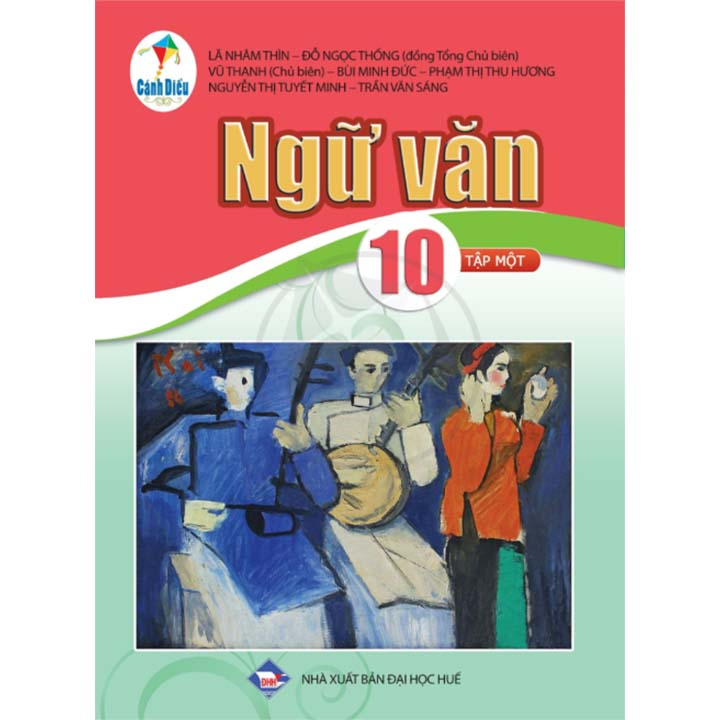 Cánh Diều
LÃ NHÂM THÌN – ĐỖ NGỌC THỐNG (đồng Tổng Chủ biên)
VŨ THANH (Chủ biên) – BÙI MINH ĐỨC – PHẠM THỊ THU HƯƠNG
NGUYỄN THỊ TUYẾT MINH – TRẦN VĂN SÁNG
Ngữ văn
10
TẬP MỘT
ĐHH
NHÀ XUẤT BẢN ĐẠI HỌC HUẾ